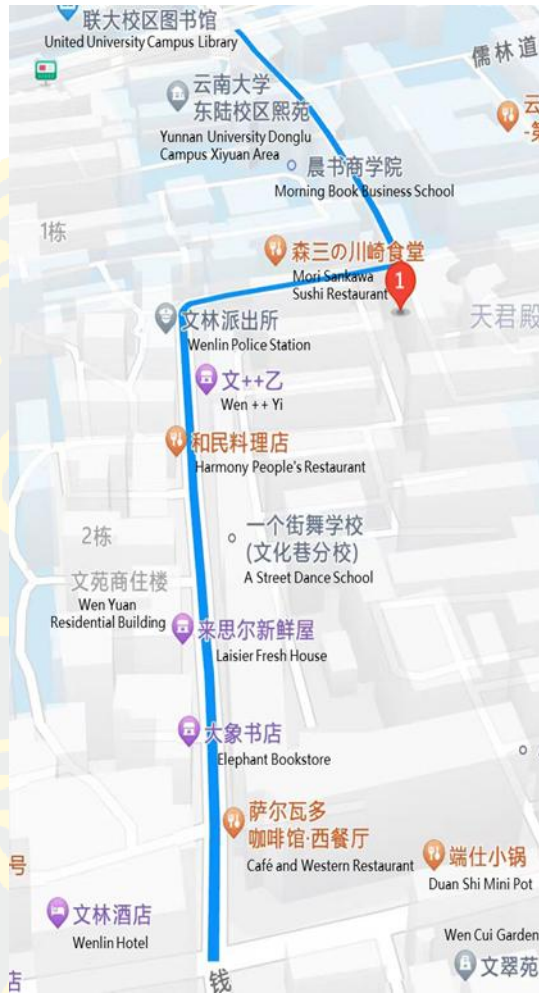 联大校区图书馆
United University Campus Library
儒林道
云南大学
东陆校区熙苑
Yunnan University Donglu
Campus Xiyuan Area
云
-第
晨书商学院
Morning Book Business School
1栋
森三の川崎食堂
Mori Sankawa
Sushi Restaurant
1
天君殿
文林派出所
Wenlin Police Station
文++乙
Wen ++ Yi
和民料理店
Harmony People's Restaurant
2栋
一个街舞学校
(文化巷分校)
A Street Dance School
文苑商住楼
Wen Yuan
Residential Building
来思尔新鲜屋
Laisier Fresh House
大象书店
Elephant Bookstore
萨尔瓦多
咖啡馆·西餐厅
Café and Western Restaurant
号
端仕小锅
Duan Shi Mini Pot
文林酒店
Wenlin Hotel
Wen Cui Garden
文翠苑
钱
店